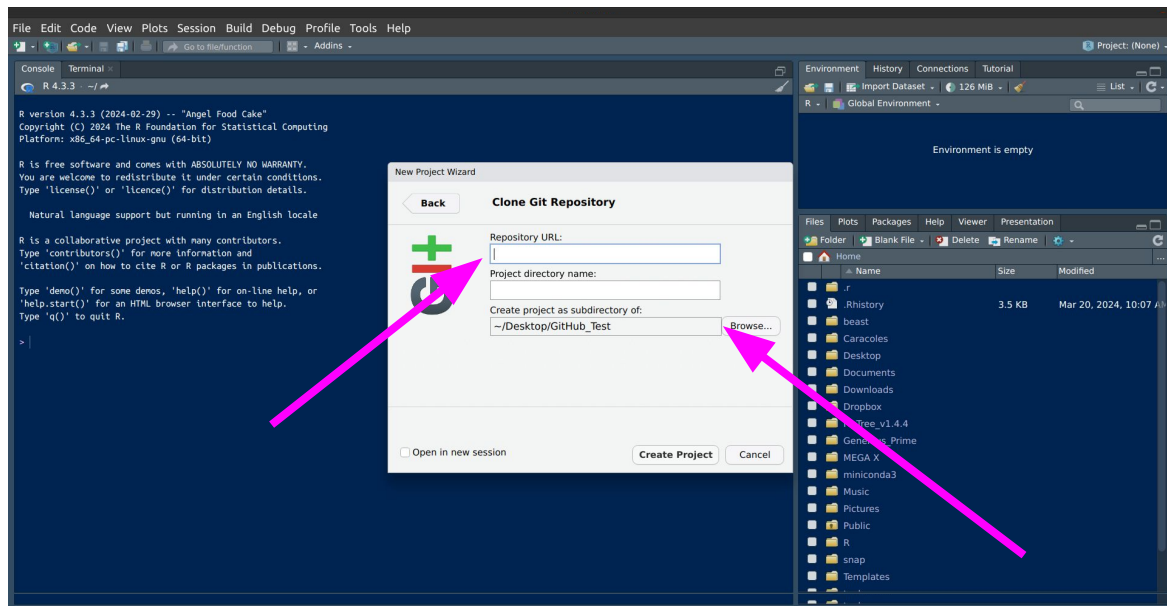 File Edit Code View Plots Session Build Debug Profile Tools Help
Go to file/function Addins Project: (None)
Console Terminal
R 4.3.3 · ~/
R version 4.3.3 (2024-02-29) -- "Angel Food Cake"
Copyright (C) 2024 The R Foundation for Statistical Computing
Platform: x86_64-pc-linux-gnu (64-bit)
R is free software and comes with ABSOLUTELY NO WARRANTY.
You are welcome to redistribute it under certain conditions.
Type 'license()' or 'licence()' for distribution details.
Natural language support but running in an English locale
R is a collaborative project with many contributors.
Type 'contributors()' for more information and
'citation()' on how to cite R or R packages in publications.
Type 'demo()' for some demos, 'help()' for on-line help, or
'help.start()' for an HTML browser interface to help.
Type 'q()' to quit R.
>
New Project Wizard
Back
Clone Git Repository
git
Repository URL:
Project directory name:
Create project as subdirectory of:
~/Desktop/GitHub_Test
Browse...
Open in new session
Create Project
Cancel
Environment History Connections Tutorial
Import Dataset 126 MiB List
R Global Environment
Environment is empty
Files Plots Packages Help Viewer Presentation
Folder Blank File Delete Rename
Home
Name Size Modified
.r
.Rhistory 3.5 KB Mar 20, 2024, 10:07
beast
Caracoles
Desktop
Documents
Downloads
Dropbox
Tree_v1.4.4
Prime
MEGA X
miniconda3
Music
Pictures
Public
R
snap
Templates